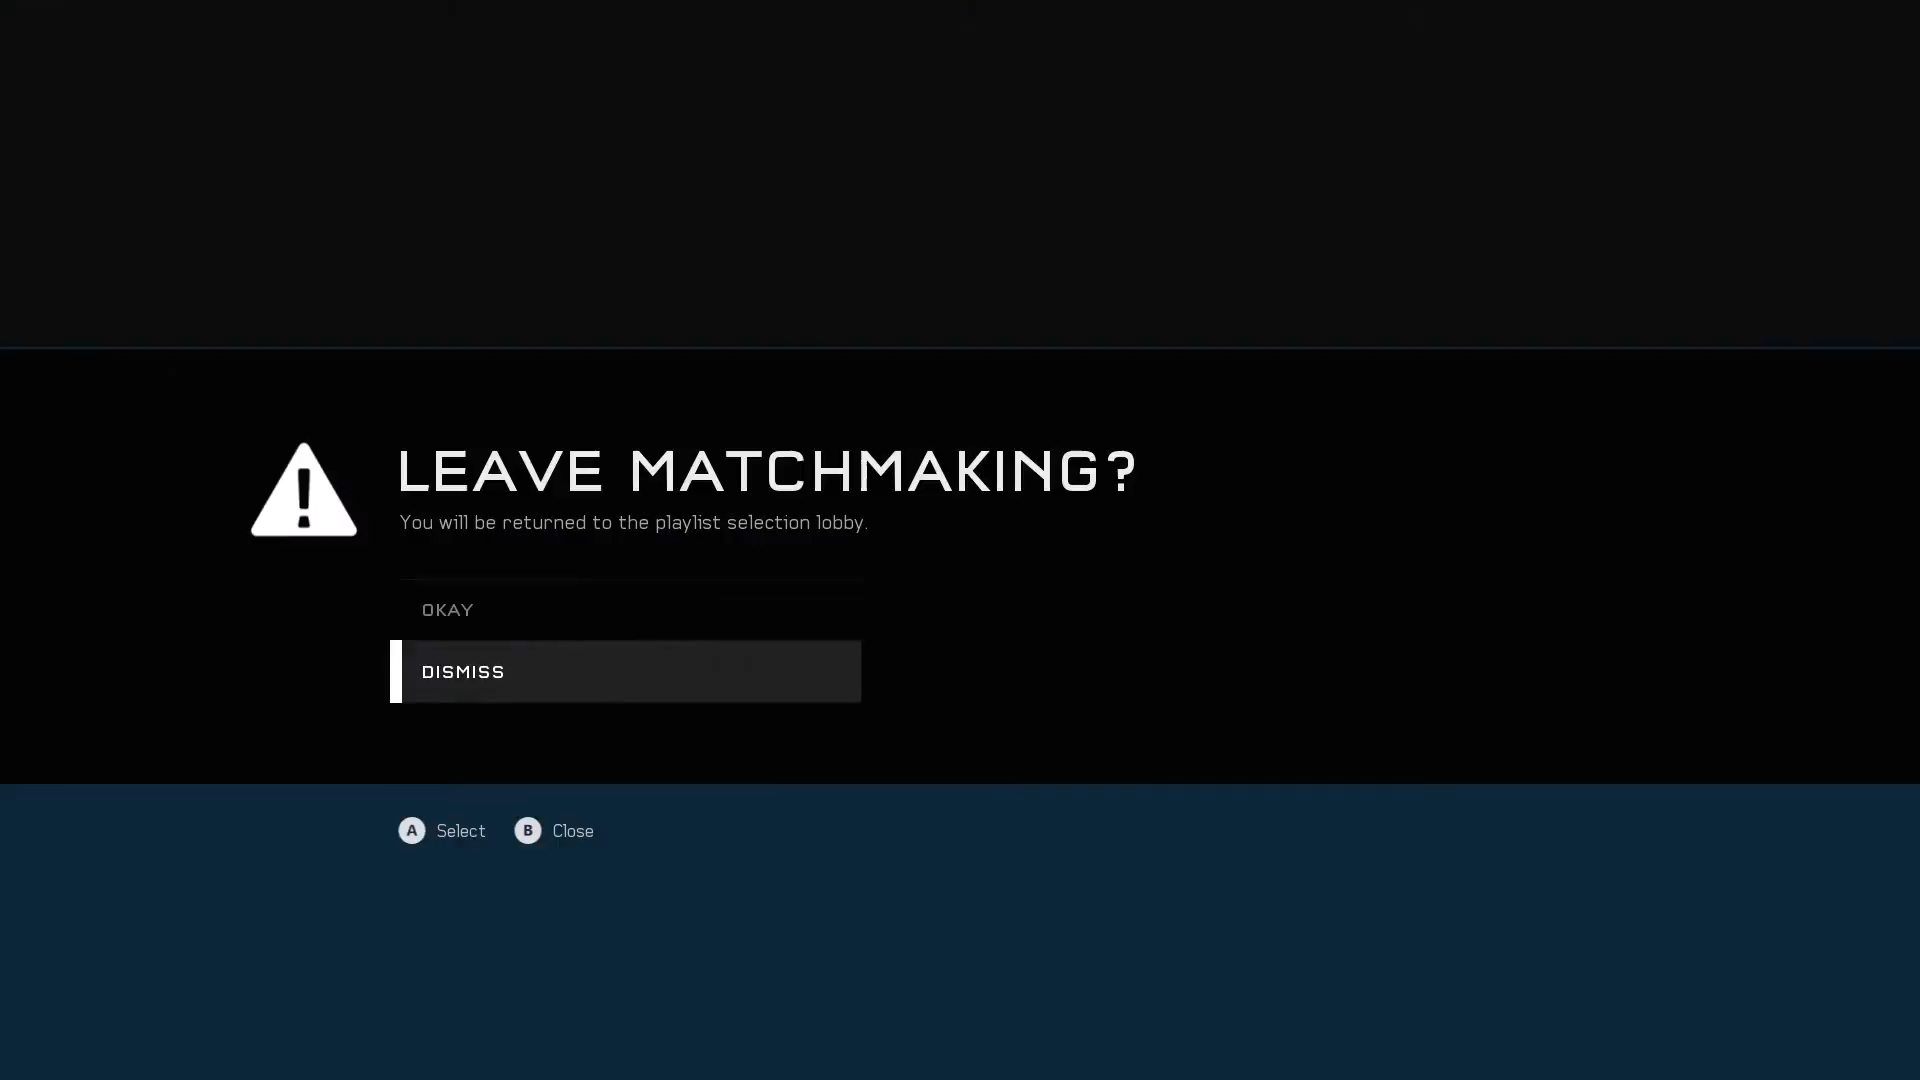 LEAVE MATCHMAKING?
You will be returned to the playlist selection lobby.
OKAY
DISMISS
A Select B Close